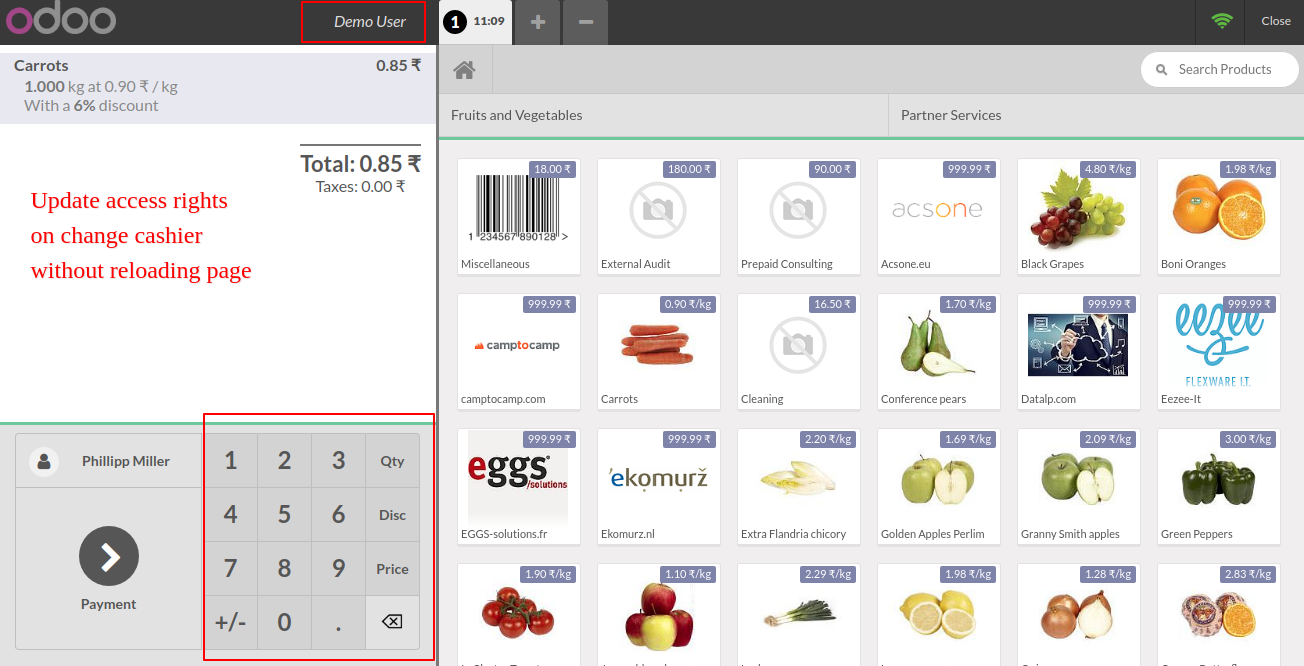 odoo
Demo User
1 11:09
+
−
Close
Carrots 0.85 ₹
1.000 kg at 0.90 ₹ / kg
With a 6% discount
Total: 0.85 ₹
Taxes: 0.00 ₹
Update access rights
on change cashier
without reloading page
Phillipp Miller
Payment
1 2 3 Qty
4 5 6 Disc
7 8 9 Price
+/- 0 .
Search Products
Fruits and Vegetables
Partner Services
18.00 ₹
1 234567 890128 >
Miscellaneous
180.00 ₹
External Audit
90.00 ₹
Prepaid Consulting
999.99 ₹
acsone
Acsone.eu
4.80 ₹/kg
Black Grapes
1.98 ₹/kg
Boni Oranges
999.99 ₹
camptocamp
camptocamp.com
0.90 ₹/kg
Carrots
16.50 ₹
Cleaning
1.70 ₹/kg
Conference pears
999.99 ₹
Datalp.com
999.99 ₹
eezee
FLEXWARE I.T.
Eezee-It
999.99 ₹
eggs
/solutions
EGGS-solutions.fr
999.99 ₹
'ekomurž
Ekomurz.nl
2.20 ₹/kg
Extra Flandria chicory
1.69 ₹/kg
Golden Apples Perlim
2.09 ₹/kg
Granny Smith apples
3.00 ₹/kg
Green Peppers
1.90 ₹/kg
1.10 ₹/kg
2.29 ₹/kg
1.98 ₹/kg
1.28 ₹/kg
2.83 ₹/kg